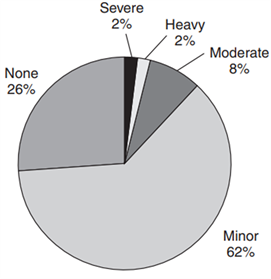 Severe
2%
Heavy
2%
Moderate
8%
None
26%
Minor
62%